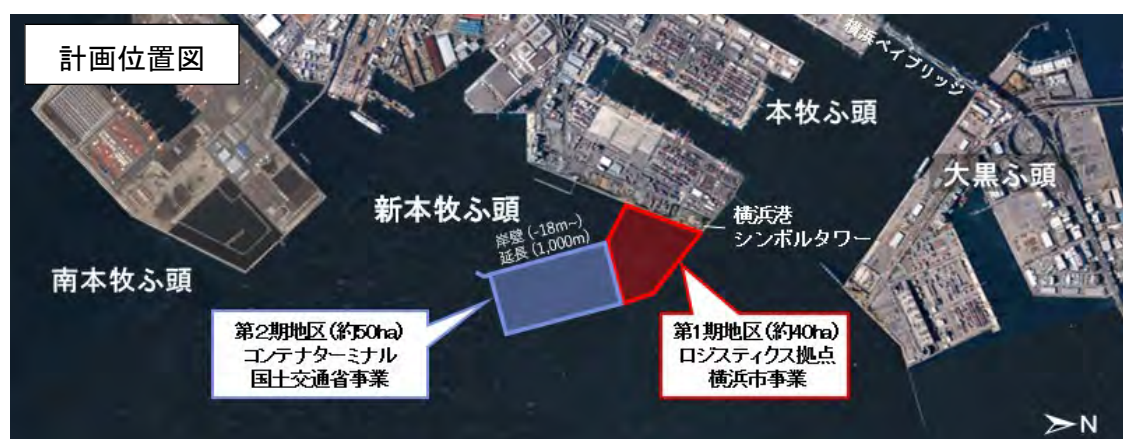 計画位置図
横浜ベイブリッジ
本牧ふ頭
大黒ふ頭
新本牧ふ頭
岸壁 (-18m~)
延長 (1,000m)
横浜港
シンボルタワー
南本牧ふ頭
第2期地区(約50ha)
コンテナターミナル
国土交通省事業
第1期地区(約40ha)
ロジスティクス拠点
横浜市事業
N